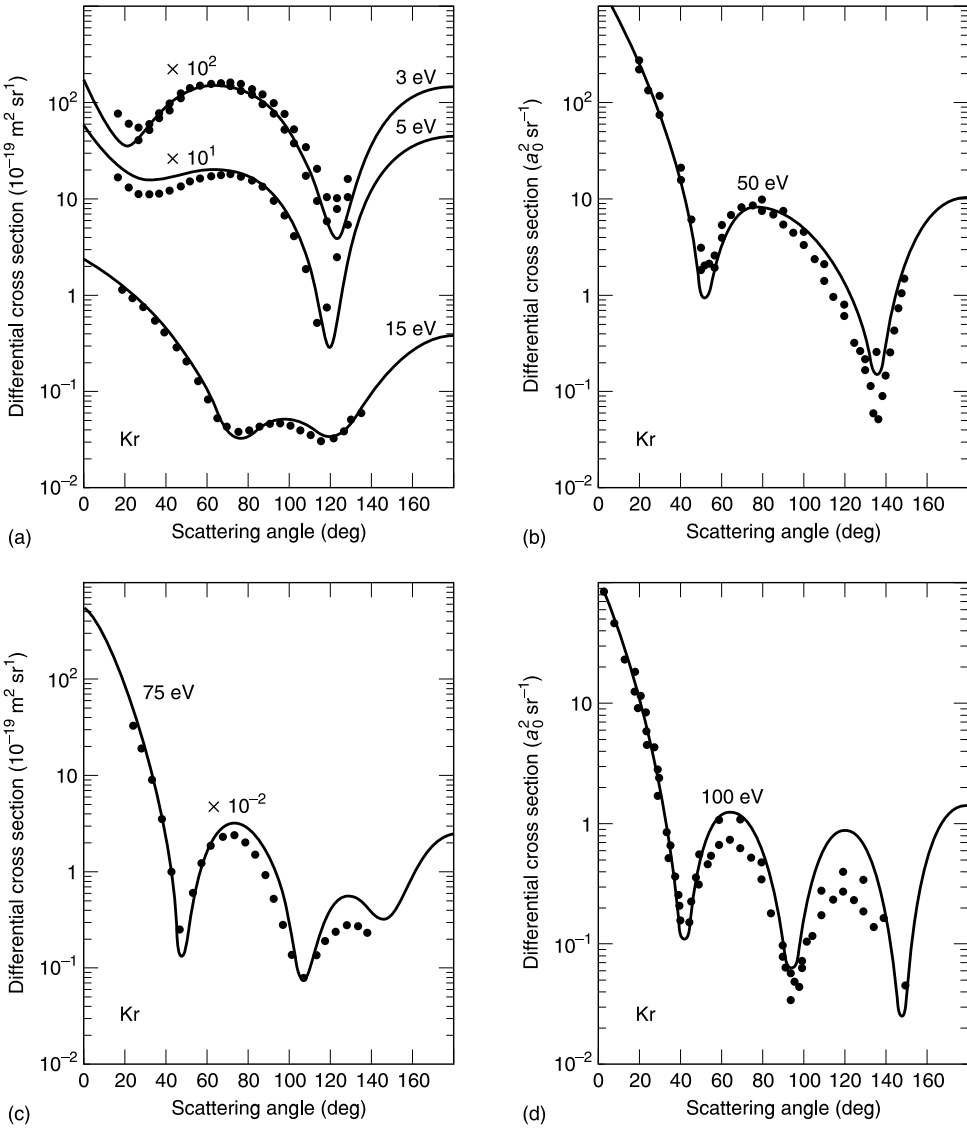 Differential cross section (10⁻¹⁹ m² sr¹)
10²
10
1
10⁻¹
10⁻²
× 10²
3 eV
5 eV
× 10¹
15 eV
Kr
0 20 40 60 80 100 120 140 160
Scattering angle (deg)
(a)
Differential cross section (a₀² sr⁻¹)
10²
10
1
10⁻¹
10⁻²
50 eV
Kr
0 20 40 60 80 100 120 140 160
Scattering angle (deg)
(b)
Differential cross section (10⁻¹⁹ m² sr¹)
10²
10
1
10⁻¹
10⁻²
75 eV
× 10⁻²
Kr
0 20 40 60 80 100 120 140 160
Scattering angle (deg)
(c)
Differential cross section (a₀² sr⁻¹)
10
1
10⁻¹
10⁻²
100 eV
Kr
0 20 40 60 80 100 120 140 160
Scattering angle (deg)
(d)